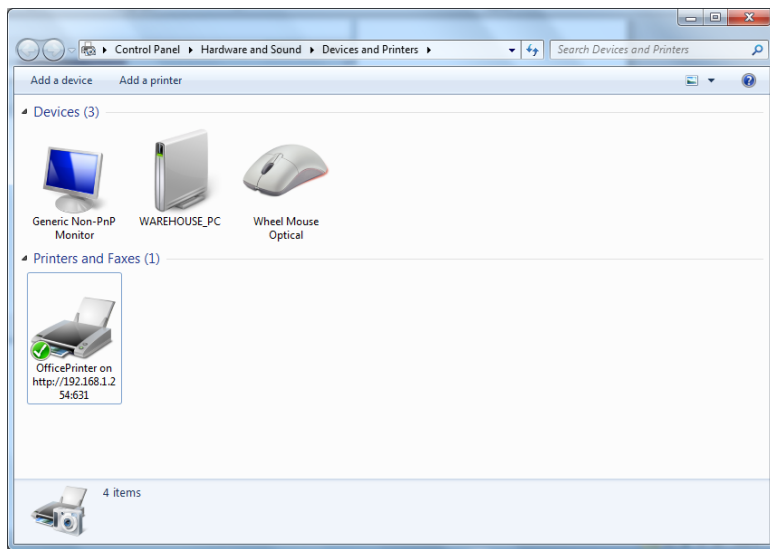 Control Panel ▸ Hardware and Sound ▸ Devices and Printers ▸
Search Devices and Printers
Add a device Add a printer
Devices (3)
Generic Non-PnP
Monitor
WAREHOUSE_PC
Wheel Mouse
Optical
Printers and Faxes (1)
OfficePrinter on
http://192.168.1.2
54:631
4 items